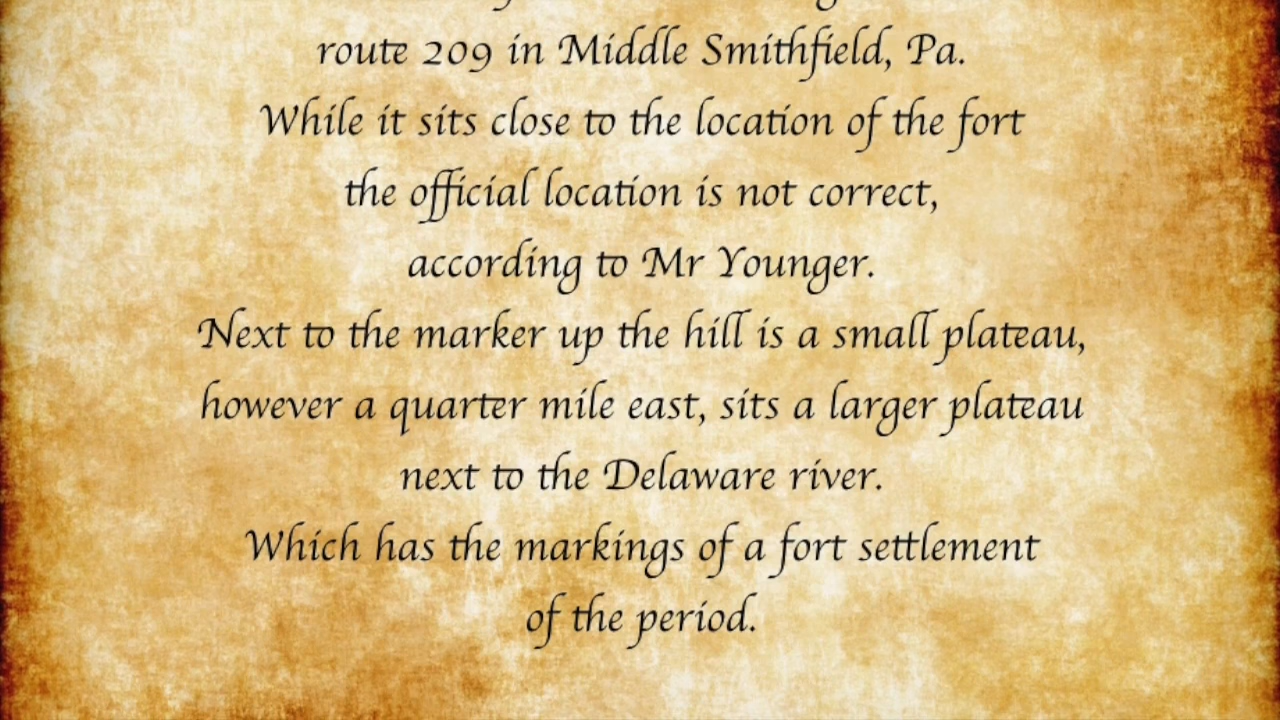 route 209 in Middle Smithfield, Pa.
While it sits close to the location of the fort
the official location is not correct,
according to Mr Younger.
Next to the marker up the hill is a small plateau,
however a quarter mile east, sits a larger plateau
next to the Delaware river.
Which has the markings of a fort settlement
of the period.